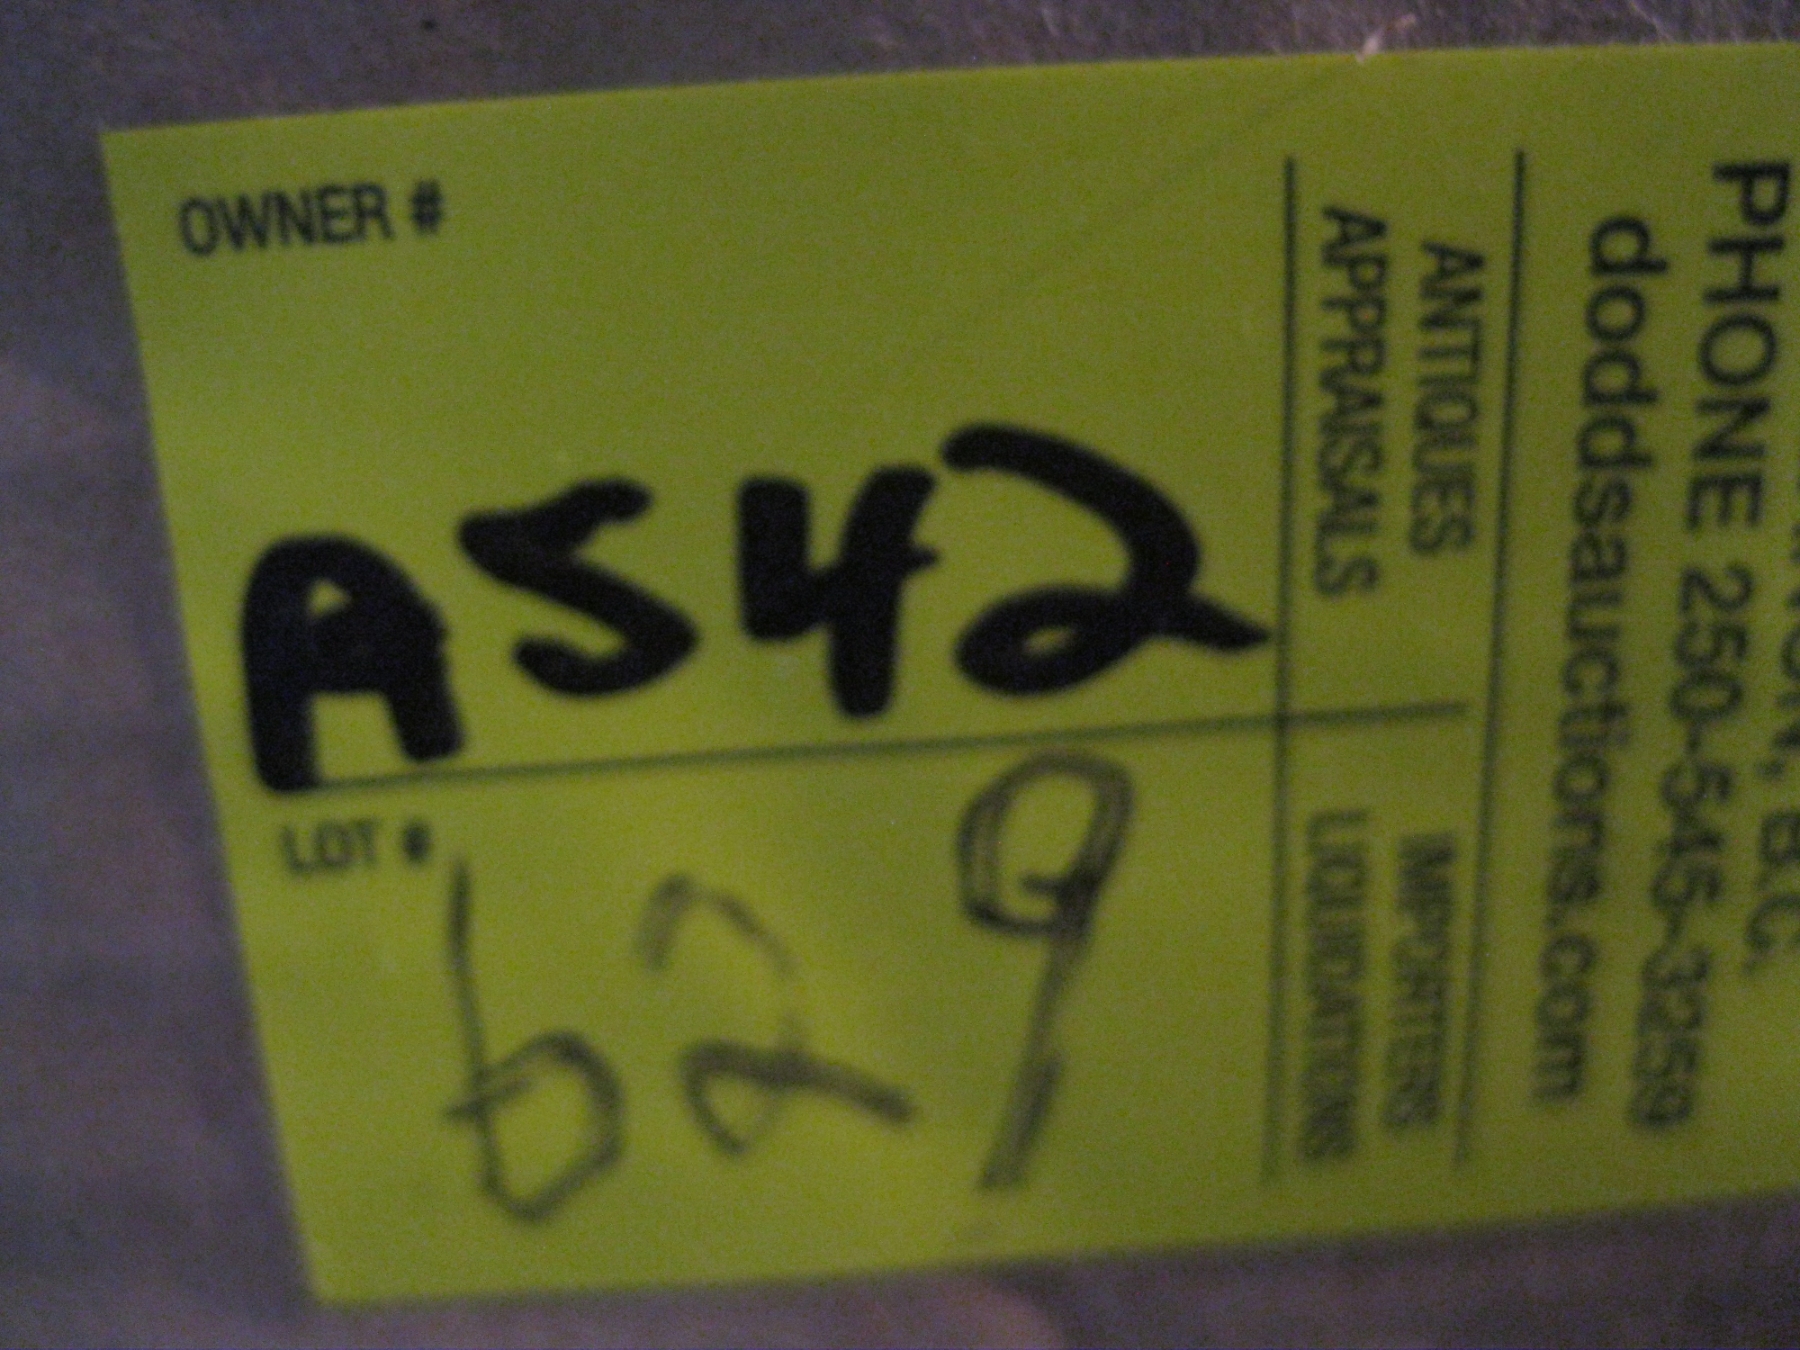 OWNER #
A542
LOT #
629
ANTIQUES
APPRAISALS
IMPORTERS
LIQUIDATIONS
PHONE 250-545-3259
doddsauctions.com